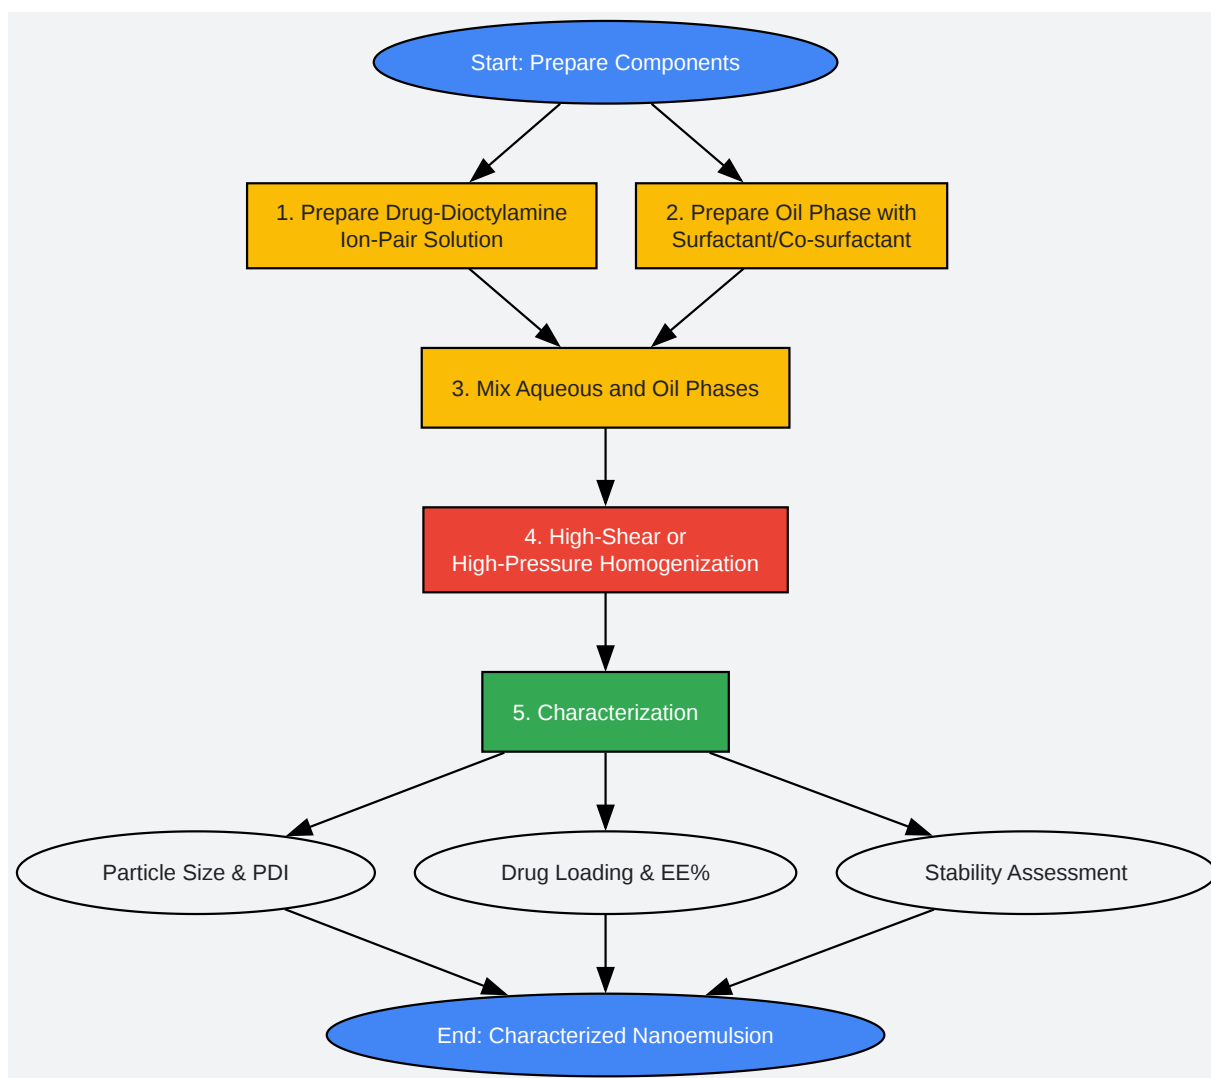 Start: Prepare Components
1. Prepare Drug-Dioctylamine
Ion-Pair Solution
2. Prepare Oil Phase with
Surfactant/Co-surfactant
3. Mix Aqueous and Oil Phases
4. High-Shear or
High-Pressure Homogenization
5. Characterization
Particle Size & PDI
Drug Loading & EE%
Stability Assessment
End: Characterized Nanoemulsion